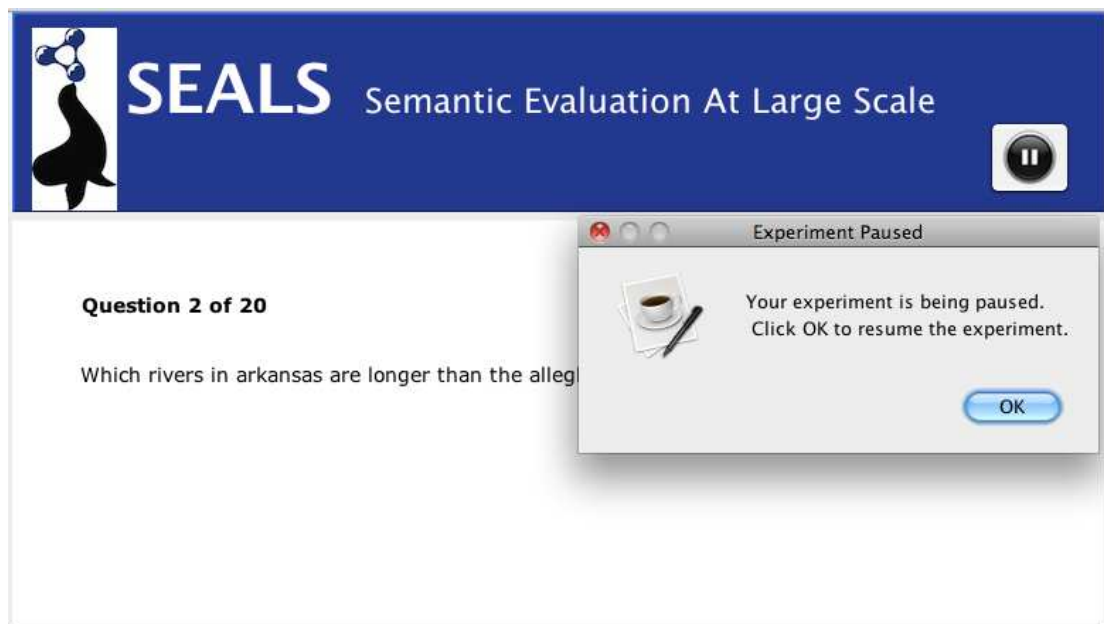 SEALS Semantic Evaluation At Large Scale
Experiment Paused
Question 2 of 20
Your experiment is being paused.
Click OK to resume the experiment.
Which rivers in arkansas are longer than the
OK